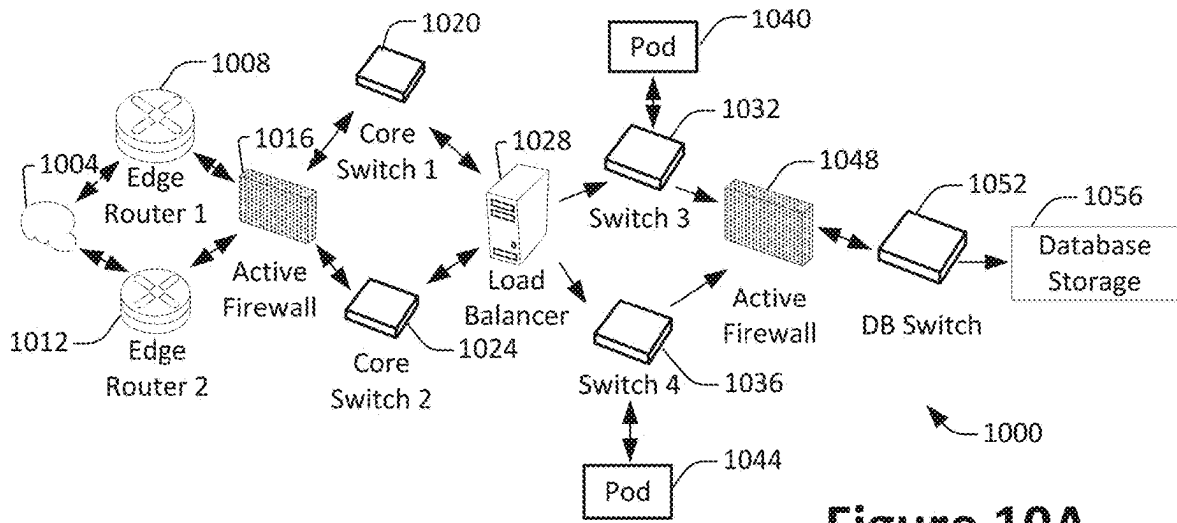 1020
1040
Pod
1008
1032
1016
1028
1048
1004
Core
Switch 1
1052
1056
Edge
Router 1
Switch 3
Database
Storage
Active
Firewall
Load
Balancer
Active
Firewall
DB Switch
1012
Edge
Router 2
1024
Core
Switch 2
Switch 4
1036
1000
Pod
1044
Figure 10A